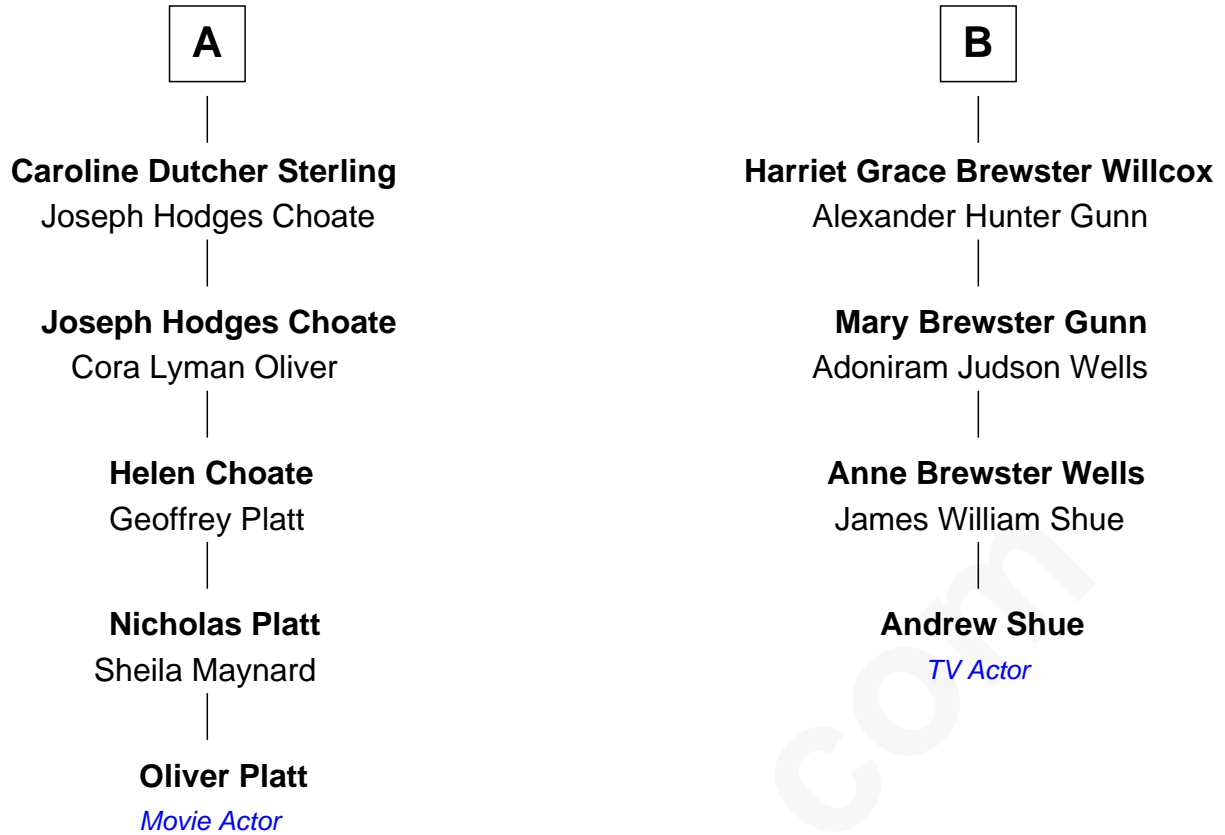 A
Caroline Dutcher Sterling
Joseph Hodges Choate
Joseph Hodges Choate
Cora Lyman Oliver
Helen Choate
Geoffrey Platt
Nicholas Platt
Sheila Maynard
Oliver Platt
Movie Actor
B
Harriet Grace Brewster Willcox
Alexander Hunter Gunn
Mary Brewster Gunn
Adoniram Judson Wells
Anne Brewster Wells
James William Shue
Andrew Shue
TV Actor
com